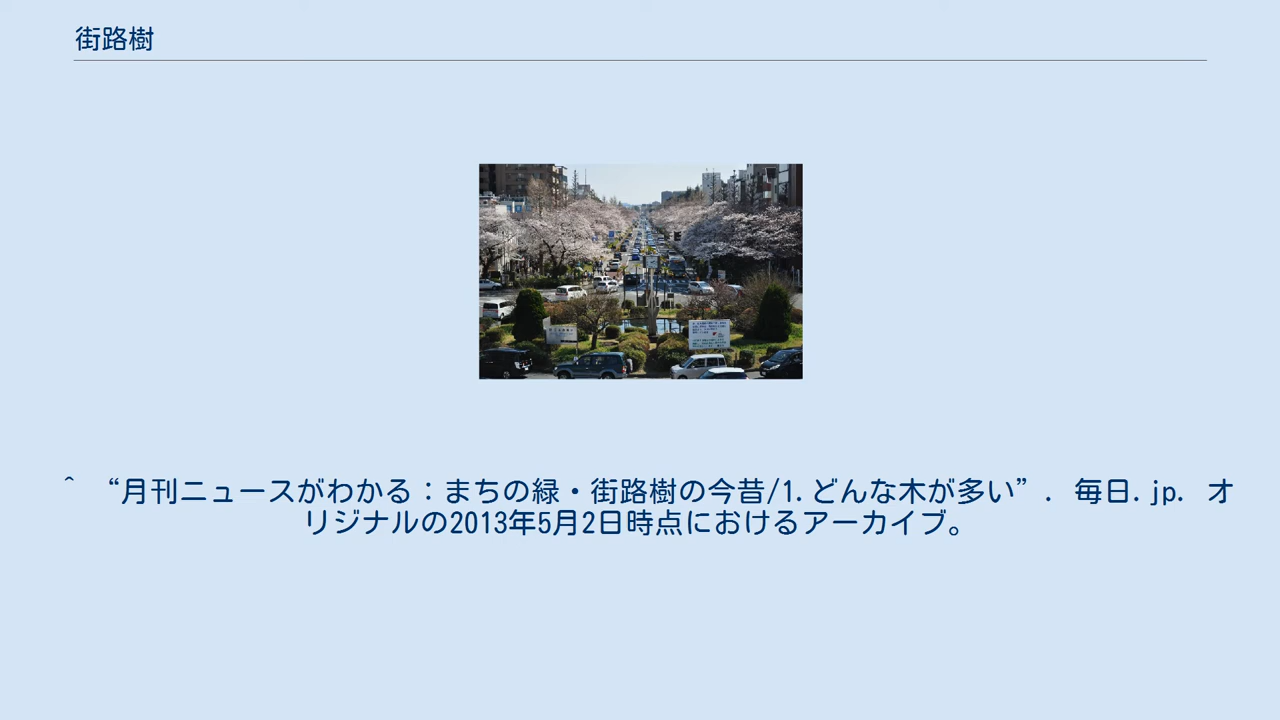 街路樹
^ “月刊ニュースがわかる：まちの緑・街路樹の今昔/1.どんな木が多い”. 毎日.jp. オ
リジナルの2013年5月2日時点におけるアーカイブ。